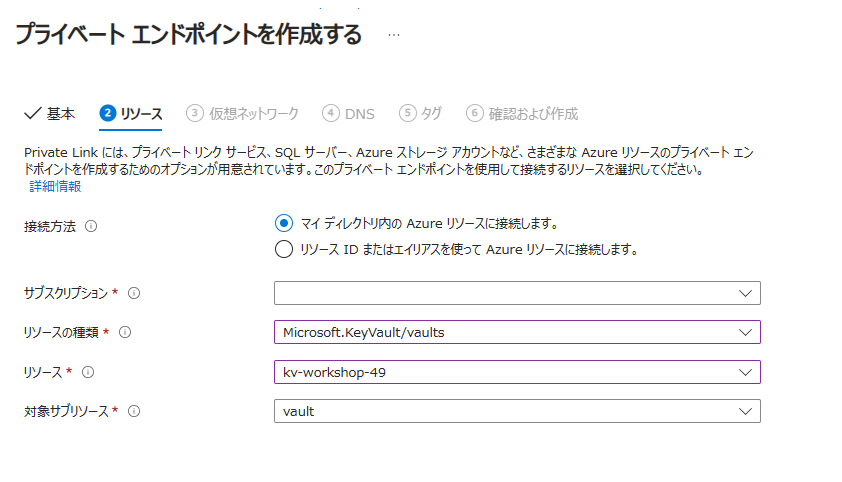 プライベート エンドポイントを作成する ...
基本 2 リソース 3 仮想ネットワーク 4 DNS 5 タグ 6 確認および作成
Private Link には、プライベート リンク サービス、SQL サーバー、Azure ストレージ アカウントなど、さまざまな Azure リソースのプライベート エン
ドポイントを作成するためのオプションが用意されています。このプライベート エンドポイントを使用して接続するリソースを選択してください。
詳細情報
接続方法 マイ ディレクトリ内の Azure リソースに接続します。
リソース ID またはエイリアスを使って Azure リソースに接続します。
サブスクリプション *
リソースの種類 * Microsoft.KeyVault/vaults
リソース * kv-workshop-49
対象サブリソース * vault